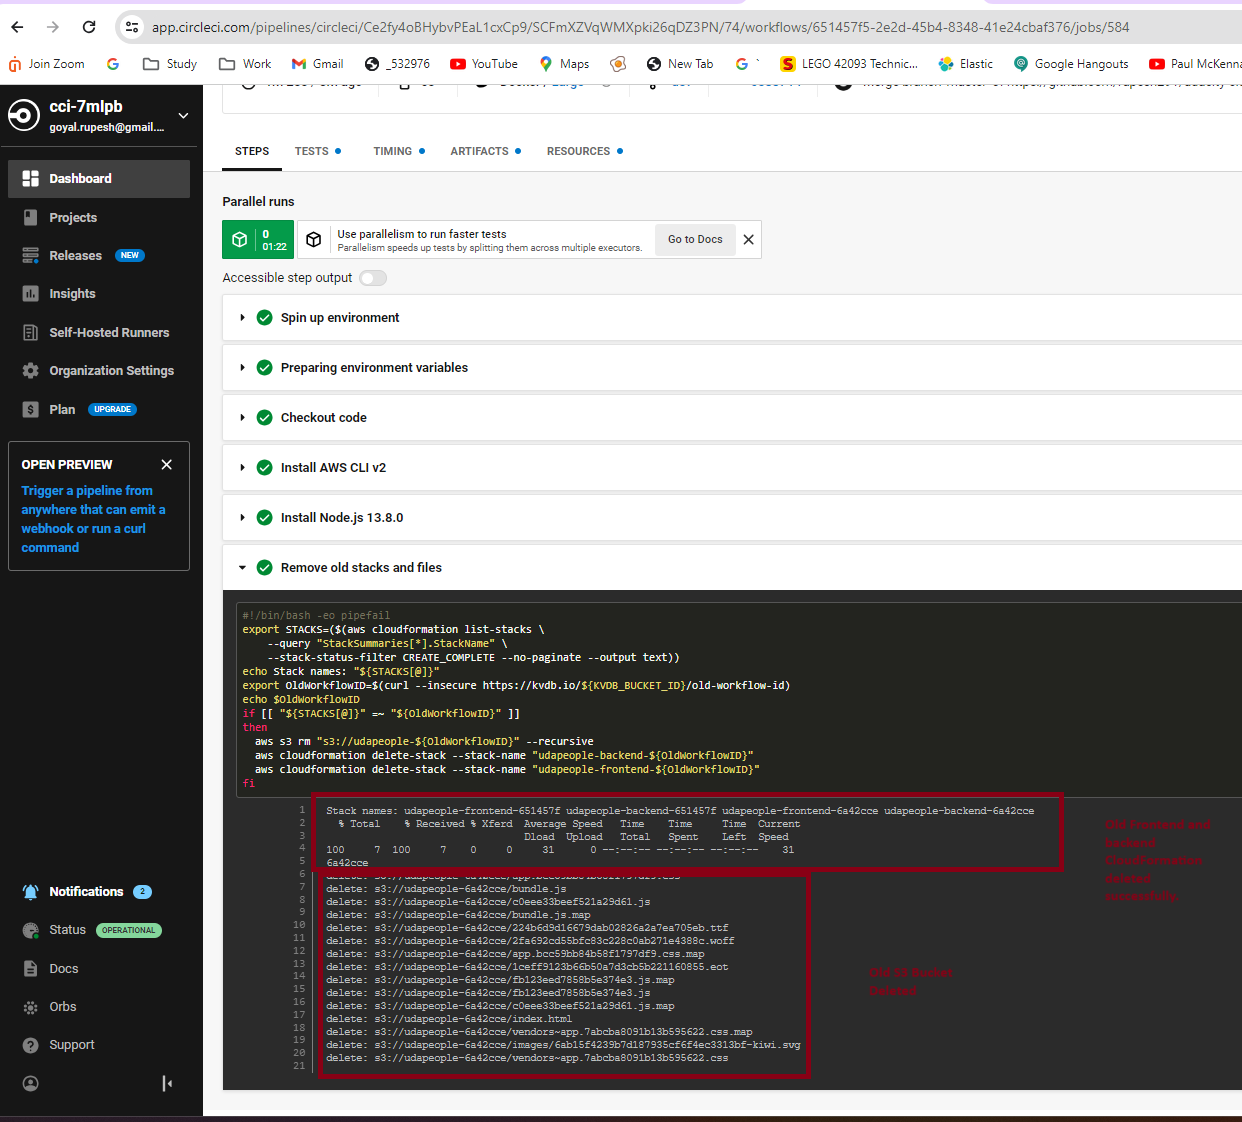 app.circleci.com/pipelines/circleci/Ce2fy4oBHybvPEaL1cxCp9/SCFmXZVqWMXpki26qDZ3PN/74/workflows/651457f5-2e2d-45b4-8348-41e24cbaf376/jobs/584
Join Zoom Study Work Gmail _532976 YouTube Maps New Tab LEGO 42093 Technic... Elastic Google Hangouts Paul McKenna
cci-7mlpb
goyal.rupesh@gmail....
Dashboard
Projects
Releases NEW
Insights
Self-Hosted Runners
Organization Settings
Plan UPGRADE
OPEN PREVIEW
Trigger a pipeline from
anywhere that can emit a
webhook or run a curl
command
Notifications 2
Status OPERATIONAL
Docs
Orbs
Support
STEPS TESTS TIMING ARTIFACTS RESOURCES
Parallel runs
0
01:22
Use parallelism to run faster tests
Parallelism speeds up tests by splitting them across multiple executors.
Go to Docs
Accessible step output
Spin up environment
Preparing environment variables
Checkout code
Install AWS CLI v2
Install Node.js 13.8.0
Remove old stacks and files
#!/bin/bash -eo pipefail
export STACKS=($(aws cloudformation list-stacks \
--query "StackSummaries[*].StackName" \
--stack-status-filter CREATE_COMPLETE --no-paginate --output text))
echo Stack names: "${STACKS[@]}"
export OldWorkflowID=$(curl --insecure https://kvdb.io/${KVDB_BUCKET_ID}/old-workflow-id)
echo $OldWorkflowID
if [[ "${STACKS[@]}" =~ "${OldWorkflowID}" ]]
then
aws s3 rm "s3://udapeople-${OldWorkflowID}" --recursive
aws cloudformation delete-stack --stack-name "udapeople-backend-${OldWorkflowID}"
aws cloudformation delete-stack --stack-name "udapeople-frontend-${OldWorkflowID}"
fi
1 Stack names: udapeople-frontend-651457f udapeople-backend-651457f udapeople-frontend-6a42cce udapeople-backend-6a42cce
2 % Total % Received % Xferd Average Speed Time Time Time Current
3 Dload Upload Total Spent Left Speed
4 100 7 100 7 0 0 31 0 --:--:-- --:--:-- --:--:-- 31
5 6a42cce
6
7 delete: s3://udapeople-6a42cce/bundle.js
8 delete: s3://udapeople-6a42cce/c0eee33beef521a29d61.js
9 delete: s3://udapeople-6a42cce/bundle.js.map
10 delete: s3://udapeople-6a42cce/224b6d9d16679dab02826a2a7ea705eb.ttf
11 delete: s3://udapeople-6a42cce/2fa692cd55bfc83c228c0ab271e4388c.woff
12 delete: s3://udapeople-6a42cce/app.bcc59bb84b58f1797df9.css.map
13 delete: s3://udapeople-6a42cce/1ceff9123b66b50a7d3cb5b221160855.eot
14 delete: s3://udapeople-6a42cce/fb123eed7858b5e374e3.js.map
15 delete: s3://udapeople-6a42cce/fb123eed7858b5e374e3.js
16 delete: s3://udapeople-6a42cce/c0eee33beef521a29d61.js.map
17 delete: s3://udapeople-6a42cce/index.html
18 delete: s3://udapeople-6a42cce/vendors~app.7abcba8091b13b595622.css.map
19 delete: s3://udapeople-6a42cce/images/6ab15f4239b7d187935cf6f4ec3313bf-kiwi.svg
20 delete: s3://udapeople-6a42cce/vendors~app.7abcba8091b13b595622.css
21
Old Frontend and
backend
CloudFormation
deleted
successfully
Old S3 Bucket
Deleted